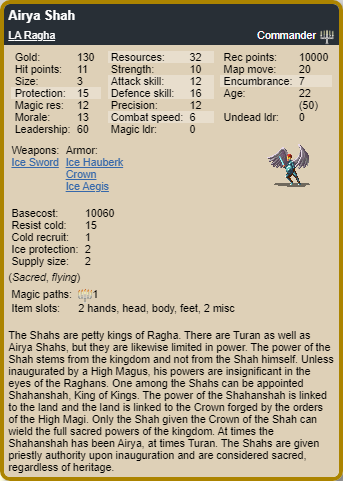 Airya Shah
LA Ragha Commander
Gold: 130 Resources: 32 Rec points: 10000
Hit points: 11 Strength: 10 Map move: 20
Size: 3 Attack skill: 12 Encumbrance: 7
Protection: 15 Defence skill: 16 Age: 22
Magic res: 12 Precision: 12 (50)
Morale: 13 Combat speed: 6 Undead ldr: 0
Leadership: 60 Magic ldr: 0
Weapons: Armor:
Ice Sword Ice Hauberk
Crown
Ice Aegis
Basecost: 10060
Resist cold: 15
Cold recruit: 1
Ice protection: 2
Supply size: 2
(Sacred, flying)
Magic paths: 1
Item slots: 2 hands, head, body, feet, 2 misc
The Shahs are petty kings of Ragha. There are Turan as well as
Airya Shahs, but they are likewise limited in power. The power of the
Shah stems from the kingdom and not from the Shah himself. Unless
inaugurated by a High Magus, his powers are insignificant in the
eyes of the Raghans. One among the Shahs can be appointed
Shahanshah, King of Kings. The power of the Shahanshah is linked
to the land and the land is linked to the Crown forged by the orders
of the High Magi. Only the Shah given the Crown of the Shah can
wield the full sacred powers of the kingdom. At times the
Shahanshah has been Airya, at times Turan. The Shahs are given
priestly authority upon inauguration and are considered sacred,
regardless of heritage.